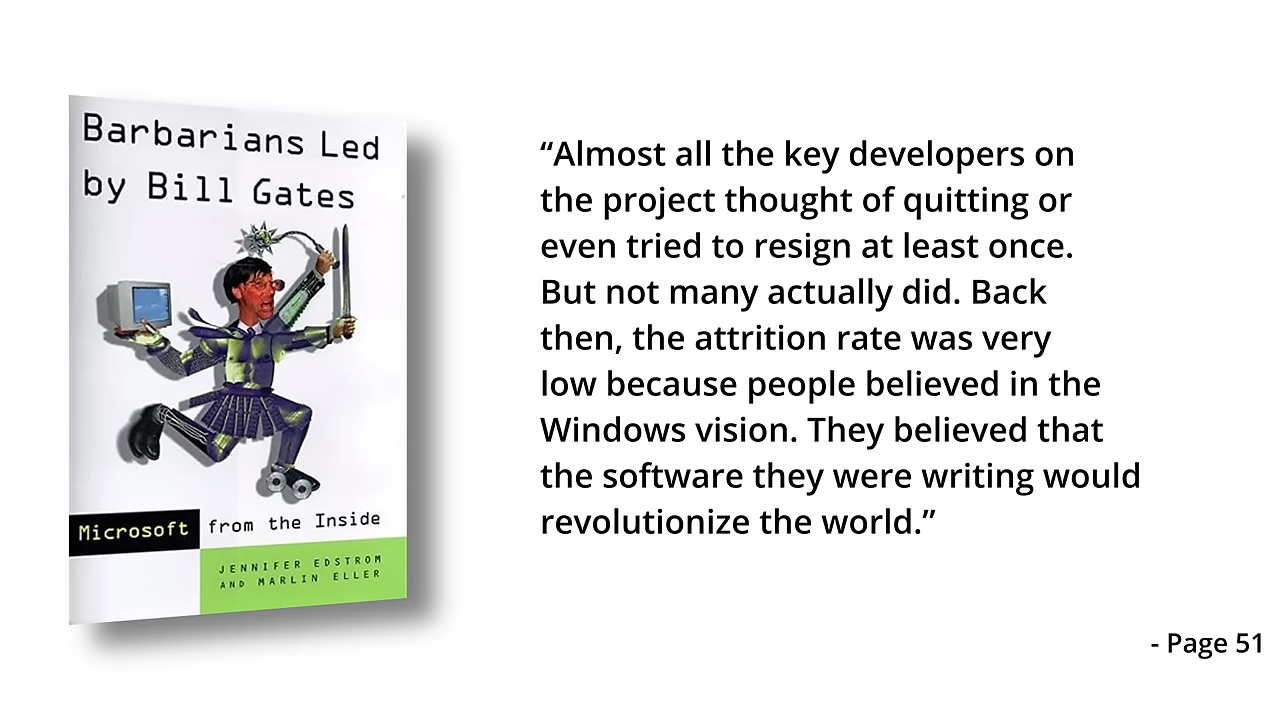 Barbarians Led
by Bill Gates
Microsoft from the Inside
JENNIFER EDSTROM
AND MARLIN ELLER
“Almost all the key developers on
the project thought of quitting or
even tried to resign at least once.
But not many actually did. Back
then, the attrition rate was very
low because people believed in the
Windows vision. They believed that
the software they were writing would
revolutionize the world.”
- Page 51